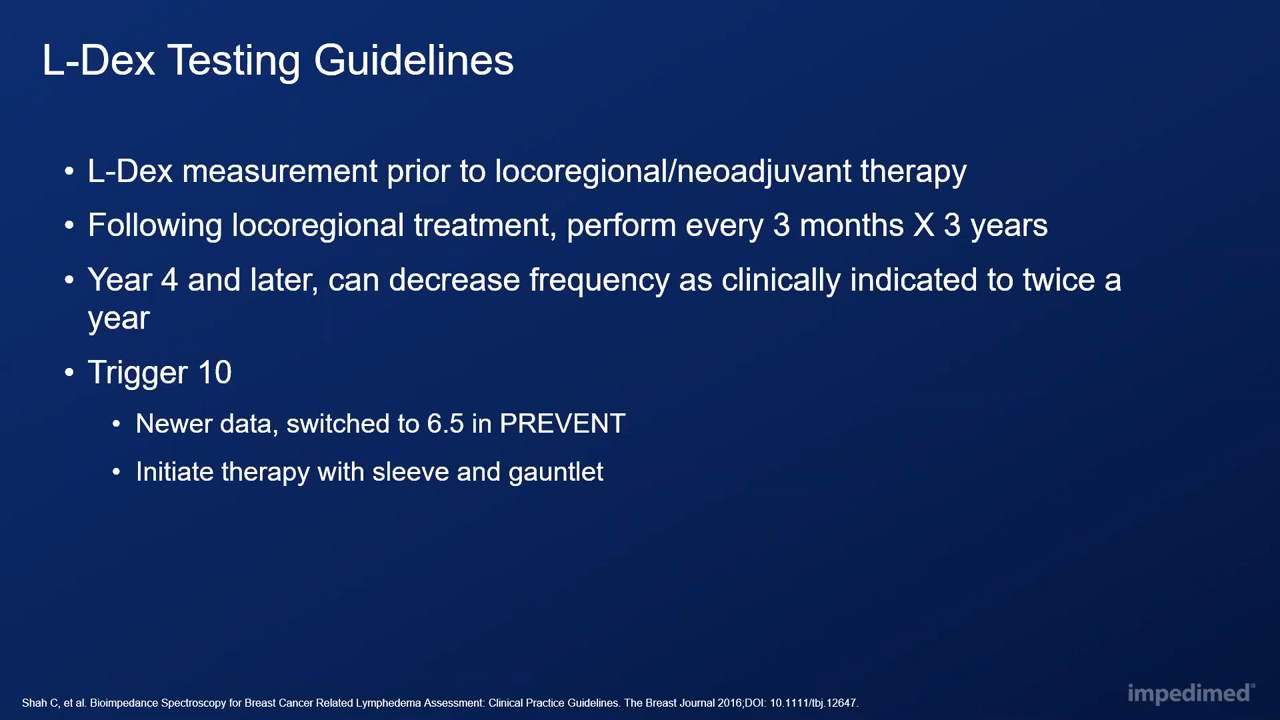 L-Dex Testing Guidelines
• L-Dex measurement prior to locoregional/neoadjuvant therapy
• Following locoregional treatment, perform every 3 months X 3 years
• Year 4 and later, can decrease frequency as clinically indicated to twice a
year
• Trigger 10
• Newer data, switched to 6.5 in PREVENT
• Initiate therapy with sleeve and gauntlet
Shah C, et al. Bioimpedance Spectroscopy for Breast Cancer Related Lymphedema Assessment: Clinical Practice Guidelines. The Breast Journal 2016;DOI: 10.1111/tbj.12647.
impedimed®